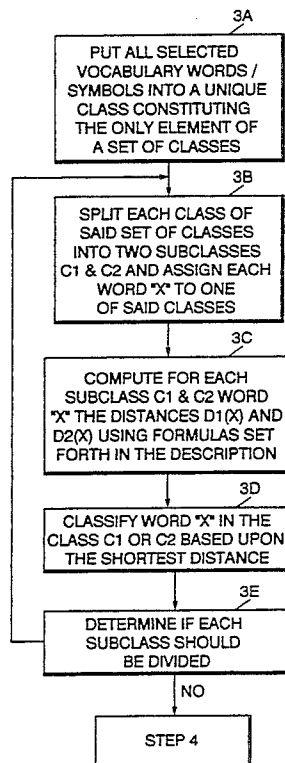 3A
PUT ALL SELECTED
VOCABULARY WORDS /
SYMBOLS INTO A UNIQUE
CLASS CONSTITUTING
THE ONLY ELEMENT OF
A SET OF CLASSES
3B
SPLIT EACH CLASS OF
SAID SET OF CLASSES
INTO TWO SUBCLASSES
C1 & C2 AND ASSIGN EACH
WORD "X" TO ONE
OF SAID CLASSES
3C
COMPUTE FOR EACH
SUBCLASS C1 & C2 WORD
"X" THE DISTANCES D1(X) AND
D2(X) USING FORMULAS SET
FORTH IN THE DESCRIPTION
3D
CLASSIFY WORD "X" IN THE
CLASS C1 OR C2 BASED UPON
THE SHORTEST DISTANCE
3E
DETERMINE IF EACH
SUBCLASS SHOULD
BE DIVIDED
NO
STEP 4